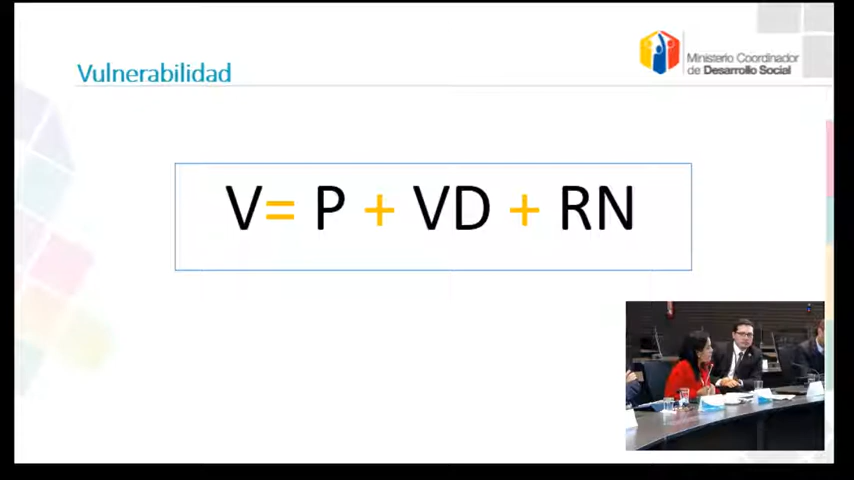 Vulnerabilidad
Ministerio Coordinador
de Desarrollo Social
V= P + VD + RN